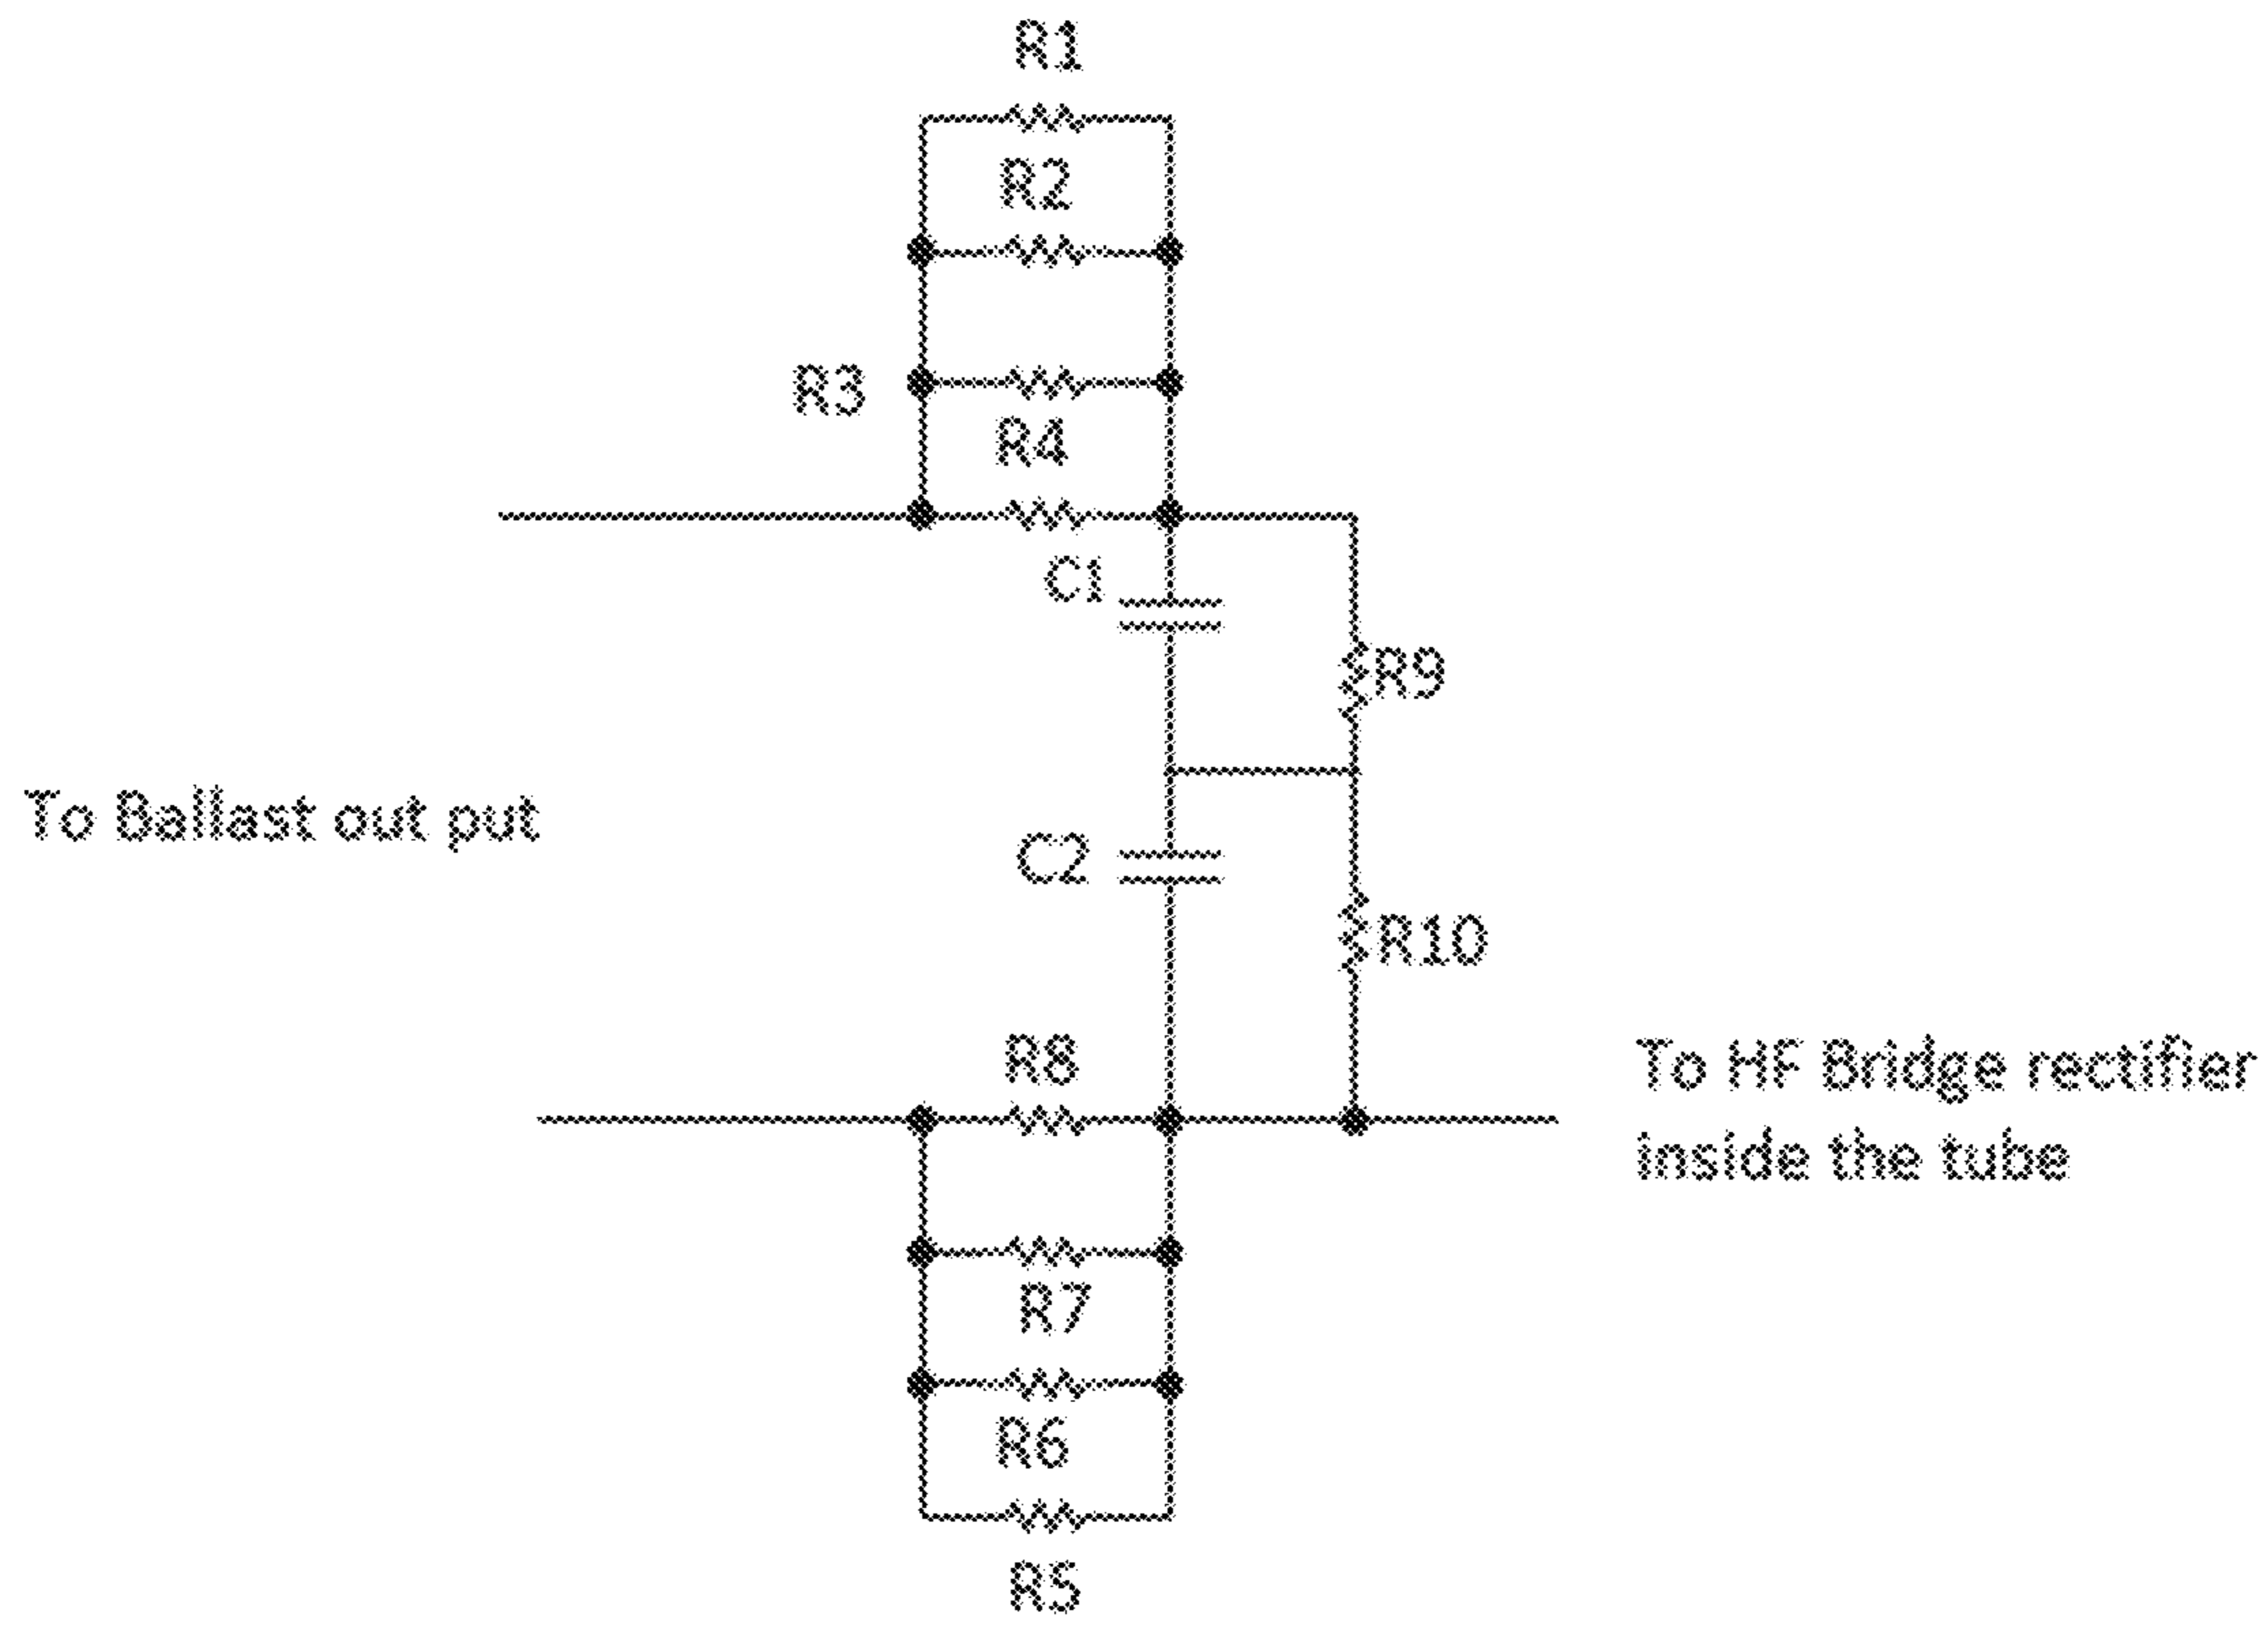 R1
R2
R3
R4
C1
R9
To Ballast out put
C2
R10
R8
To HF Bridge rectifier
inside the tube
R7
R6
R5